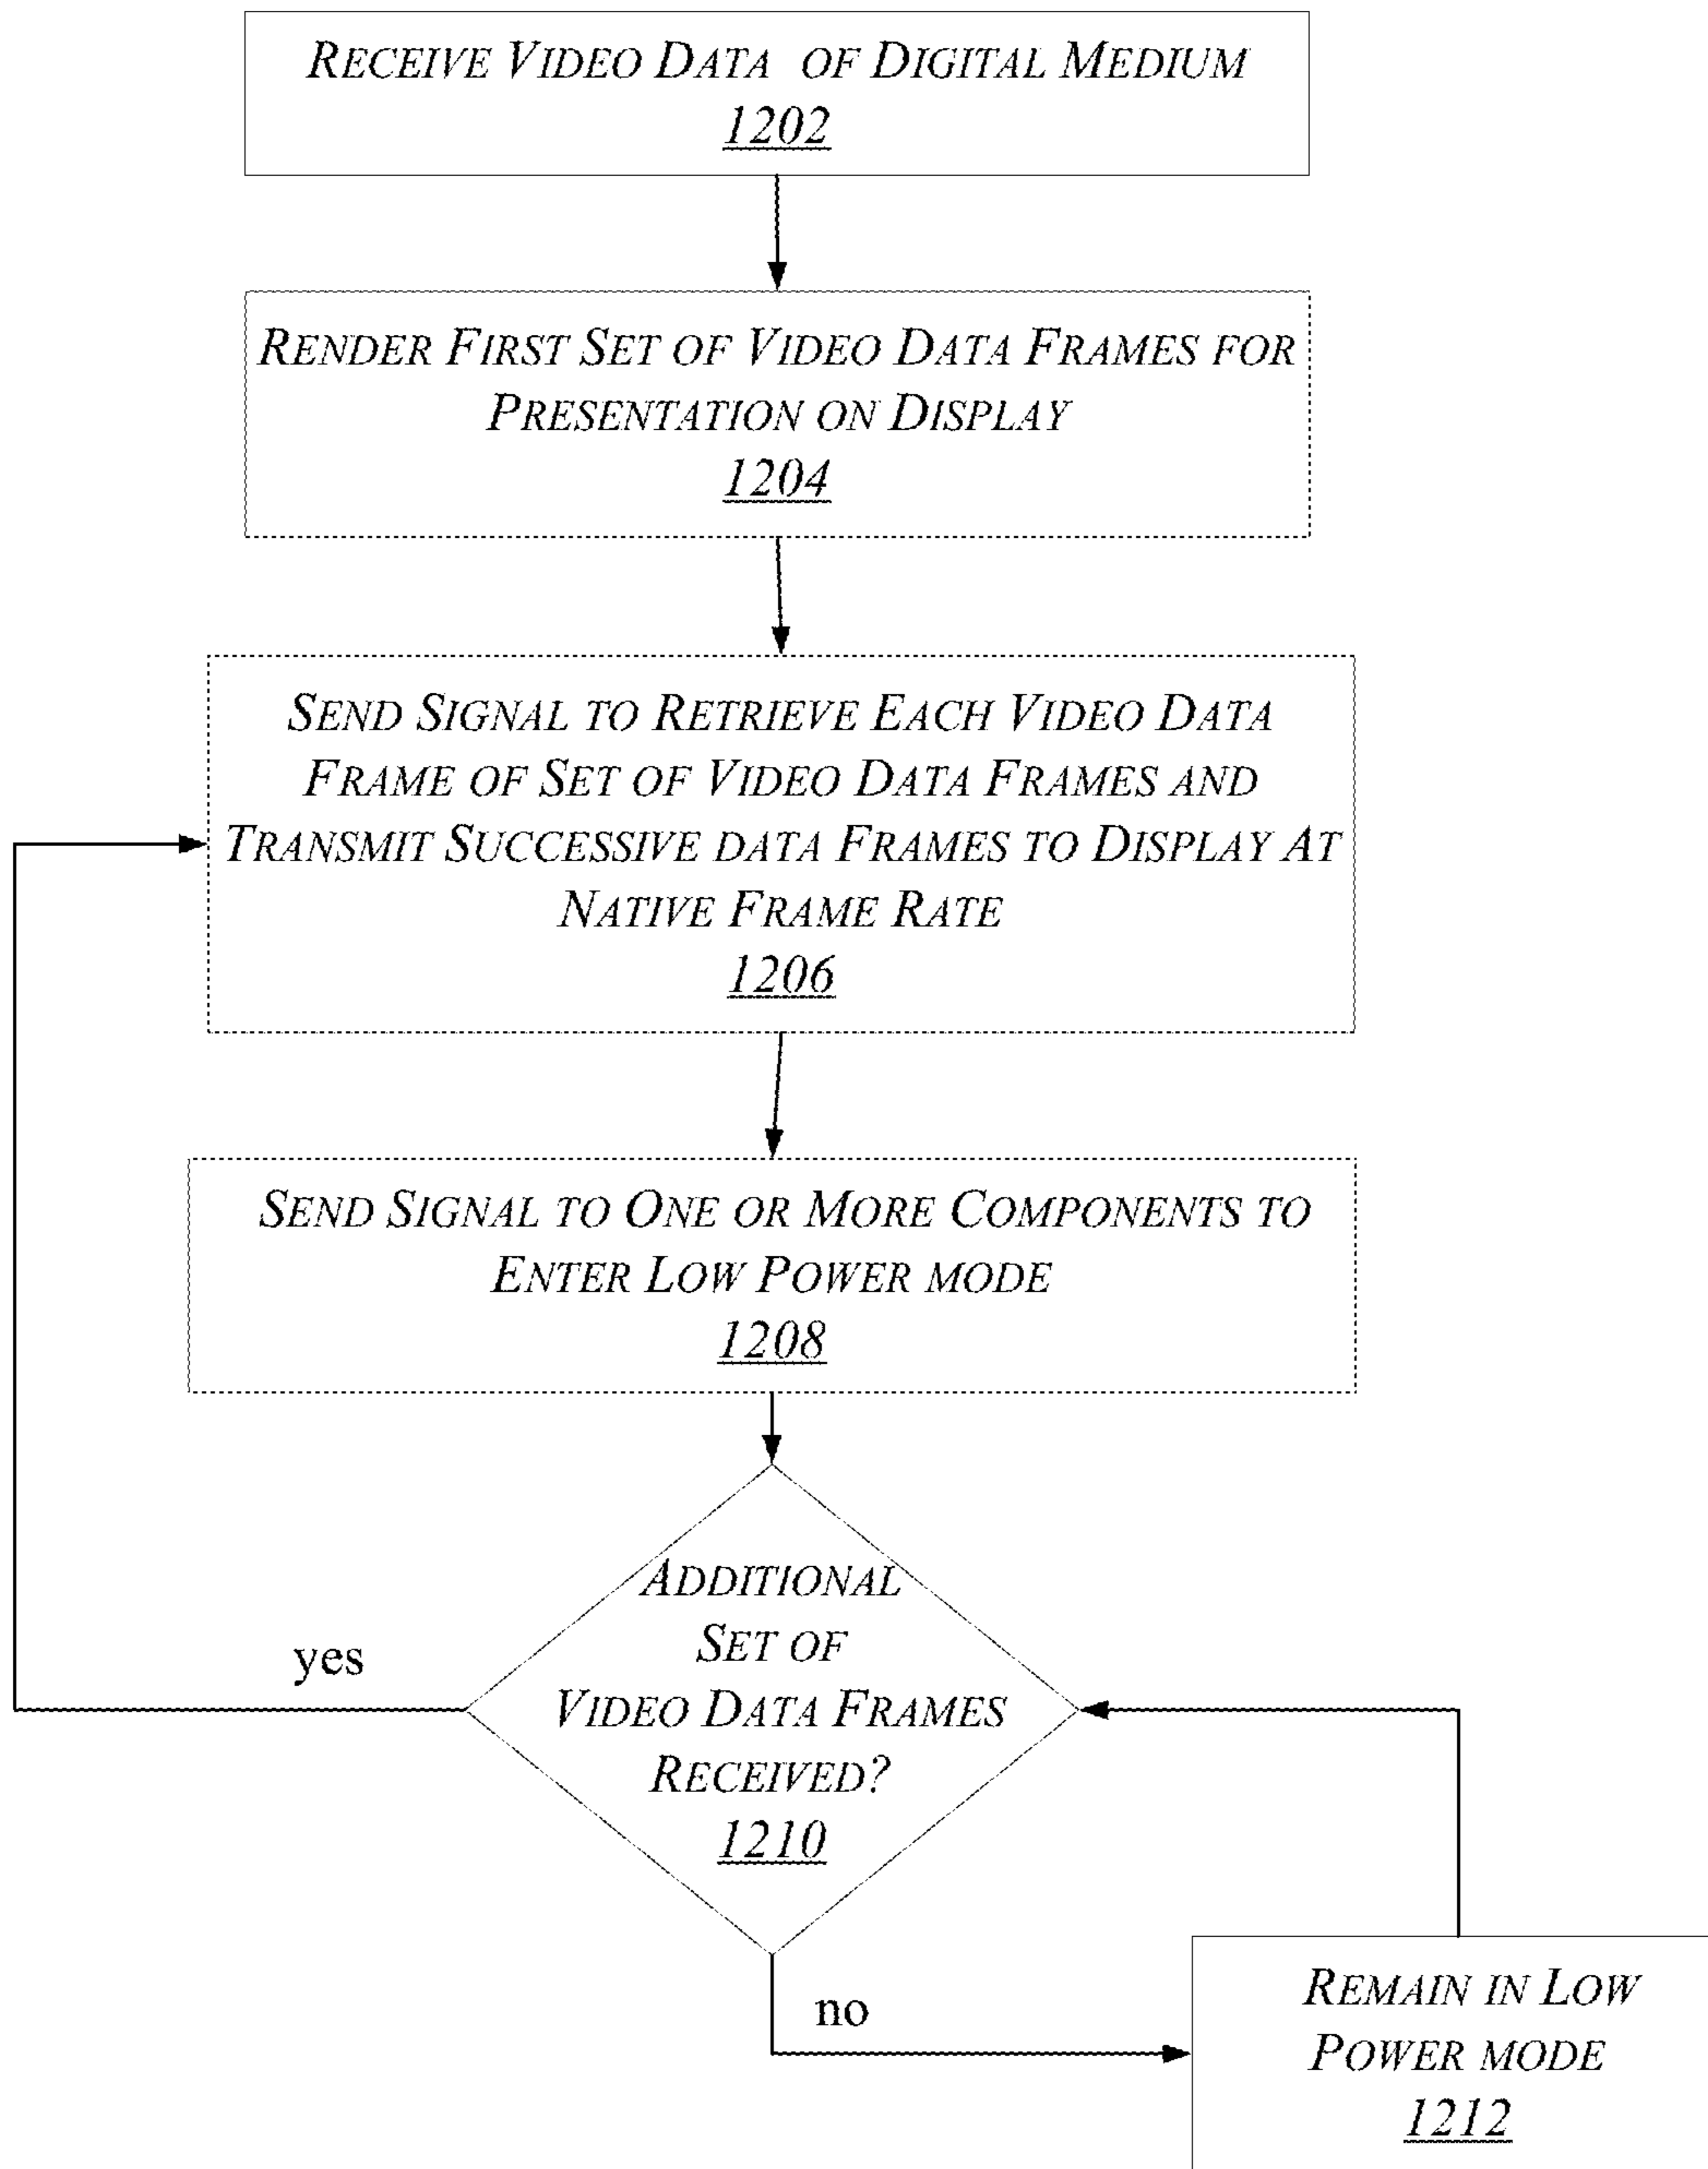 RECEIVE VIDEO DATA OF DIGITAL MEDIUM
1202
RENDER FIRST SET OF VIDEO DATA FRAMES FOR
PRESENTATION ON DISPLAY
1204
SEND SIGNAL TO RETRIEVE EACH VIDEO DATA
FRAME OF SET OF VIDEO DATA FRAMES AND
TRANSMIT SUCCESSIVE DATA FRAMES TO DISPLAY AT
NATIVE FRAME RATE
1206
SEND SIGNAL TO ONE OR MORE COMPONENTS TO
ENTER LOW POWER MODE
1208
ADDITIONAL
SET OF
VIDEO DATA FRAMES
RECEIVED?
1210
yes
no
REMAIN IN LOW
POWER MODE
1212